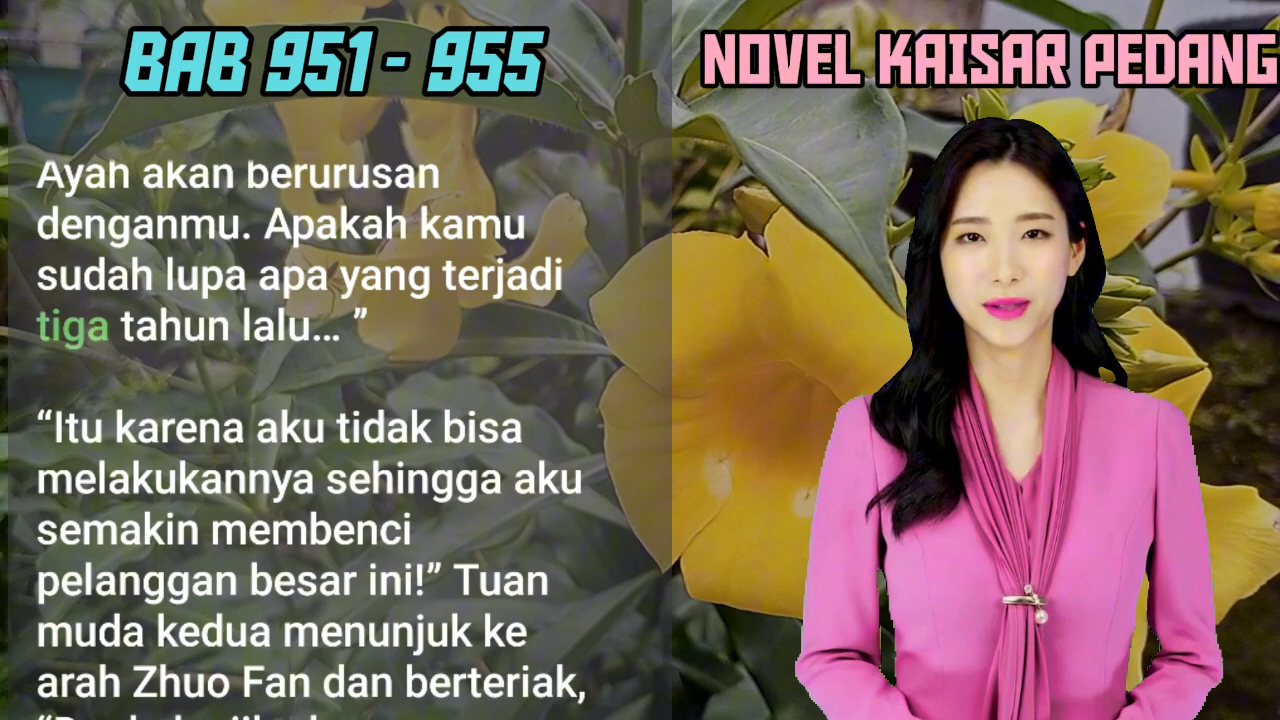 BAB 951 - 955
NOVEL KAISAR PEDANG
Ayah akan berurusan
denganmu. Apakah kamu
sudah lupa apa yang terjadi
tiga tahun lalu… ”
“Itu karena aku tidak bisa
melakukannya sehingga aku
semakin membenci
pelanggan besar ini!” Tuan
muda kedua menunjuk ke
arah Zhuo Fan dan berteriak,